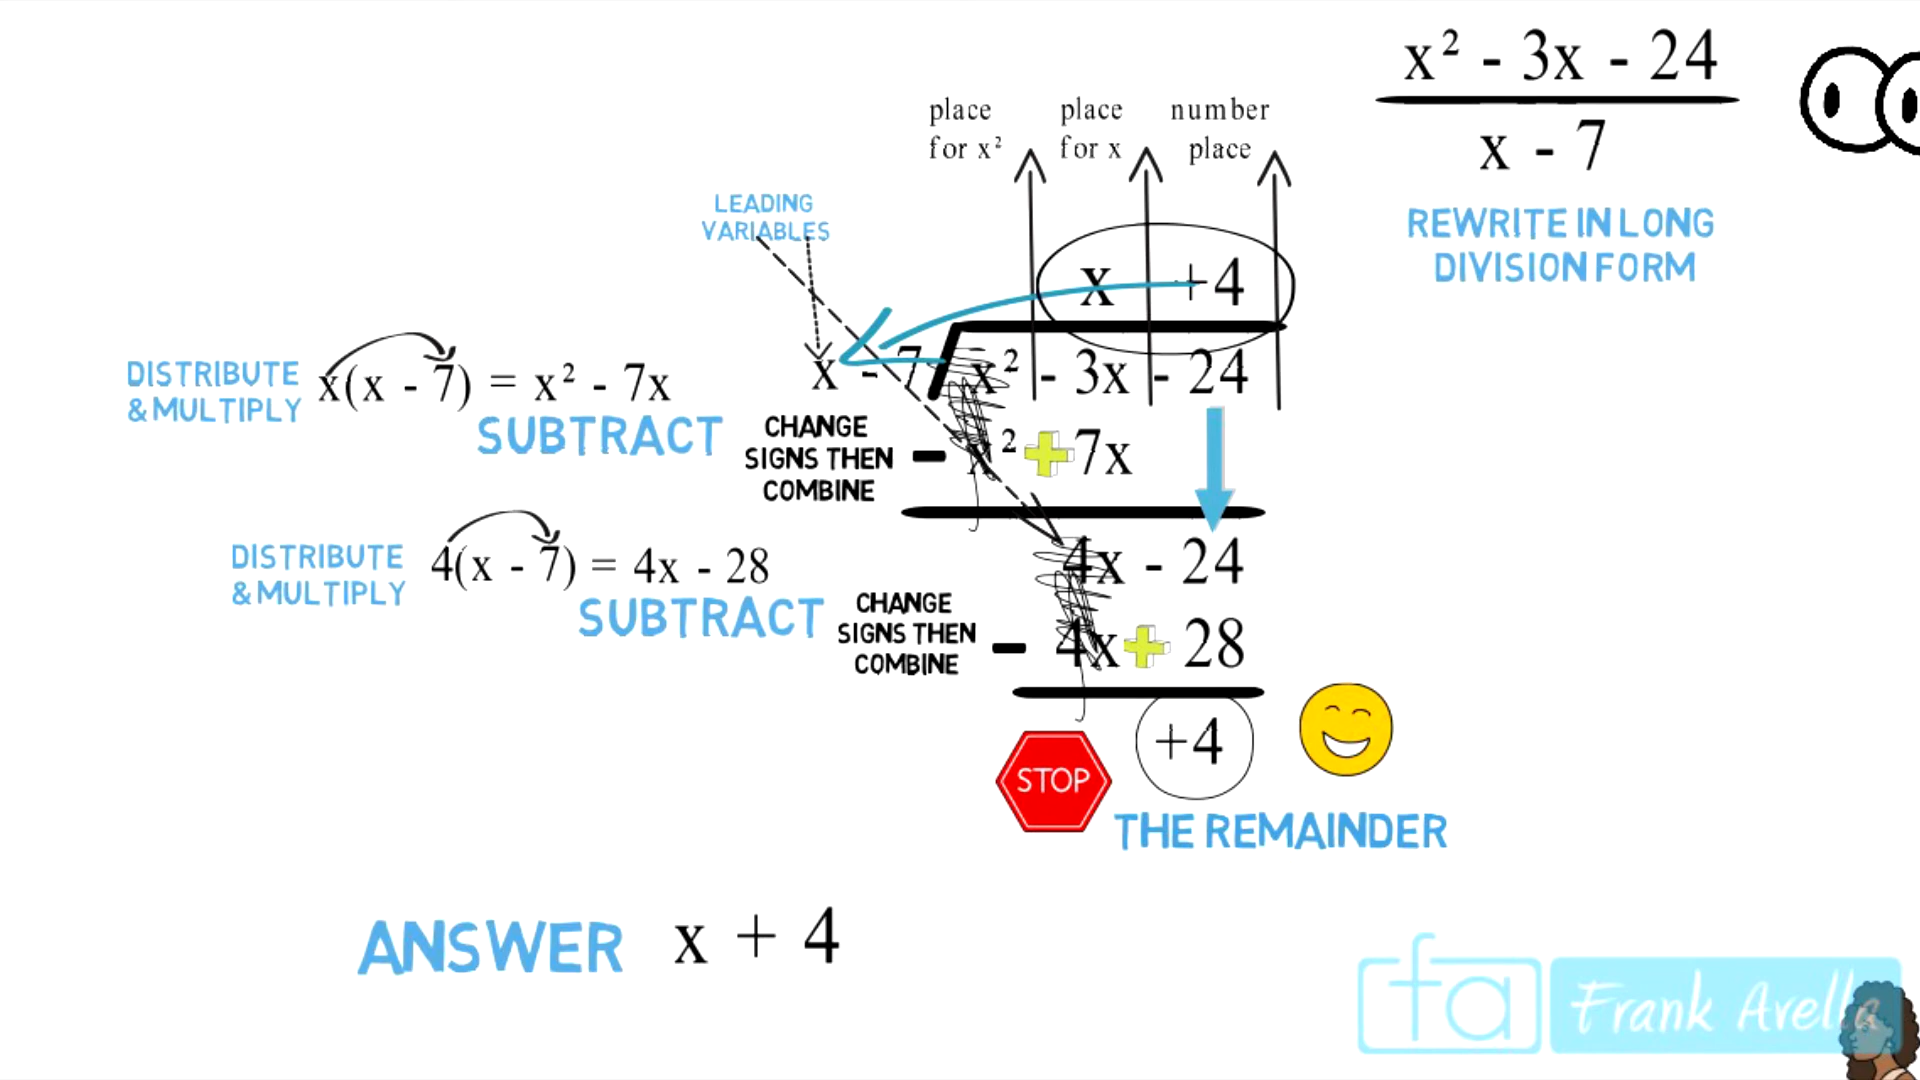 x² - 3x - 24
x - 7
REWRITE IN LONG
DIVISION FORM
place
for x²
place
for x
number
place
LEADING
VARIABLES
x +4
x - 7 x² - 3x - 24
DISTRIBUTE
& MULTIPLY
x(x - 7) = x² - 7x
SUBTRACT
CHANGE
SIGNS THEN
COMBINE
- x² + 7x
4x - 24
DISTRIBUTE
& MULTIPLY
4(x - 7) = 4x - 28
SUBTRACT
CHANGE
SIGNS THEN
COMBINE
- 4x + 28
+4
STOP
THE REMAINDER
ANSWER x + 4
fa Frank Avella